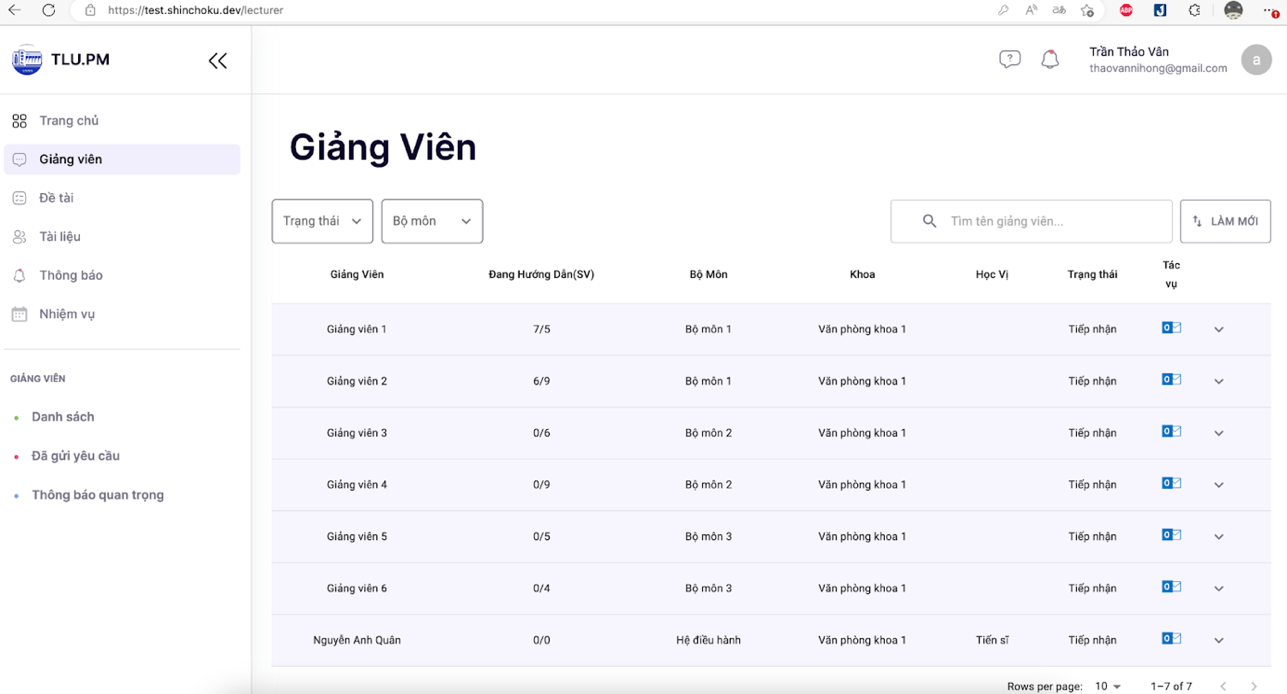 https://test.shinchoku.dev/lecturer
TLU.PM
Trần Thảo Vân
thaovannihong@gmail.com
a
Trang chủ
Giảng viên
Đề tài
Tài liệu
Thông báo
Nhiệm vụ
GIẢNG VIÊN
Danh sách
Đã gửi yêu cầu
Thông báo quan trọng
Giảng Viên
Trạng thái Bộ môn Tìm tên giảng viên... LÀM MỚI
Giảng Viên Đang Hướng Dẫn(SV) Bộ Môn Khoa Học Vị Trạng thái Tác vụ
Giảng viên 1 7/5 Bộ môn 1 Văn phòng khoa 1 Tiếp nhận
Giảng viên 2 6/9 Bộ môn 1 Văn phòng khoa 1 Tiếp nhận
Giảng viên 3 0/6 Bộ môn 2 Văn phòng khoa 1 Tiếp nhận
Giảng viên 4 0/9 Bộ môn 2 Văn phòng khoa 1 Tiếp nhận
Giảng viên 5 0/5 Bộ môn 3 Văn phòng khoa 1 Tiếp nhận
Giảng viên 6 0/4 Bộ môn 3 Văn phòng khoa 1 Tiếp nhận
Nguyễn Anh Quân 0/0 Hệ điều hành Văn phòng khoa 1 Tiến sĩ Tiếp nhận
Rows per page: 10 1–7 of 7